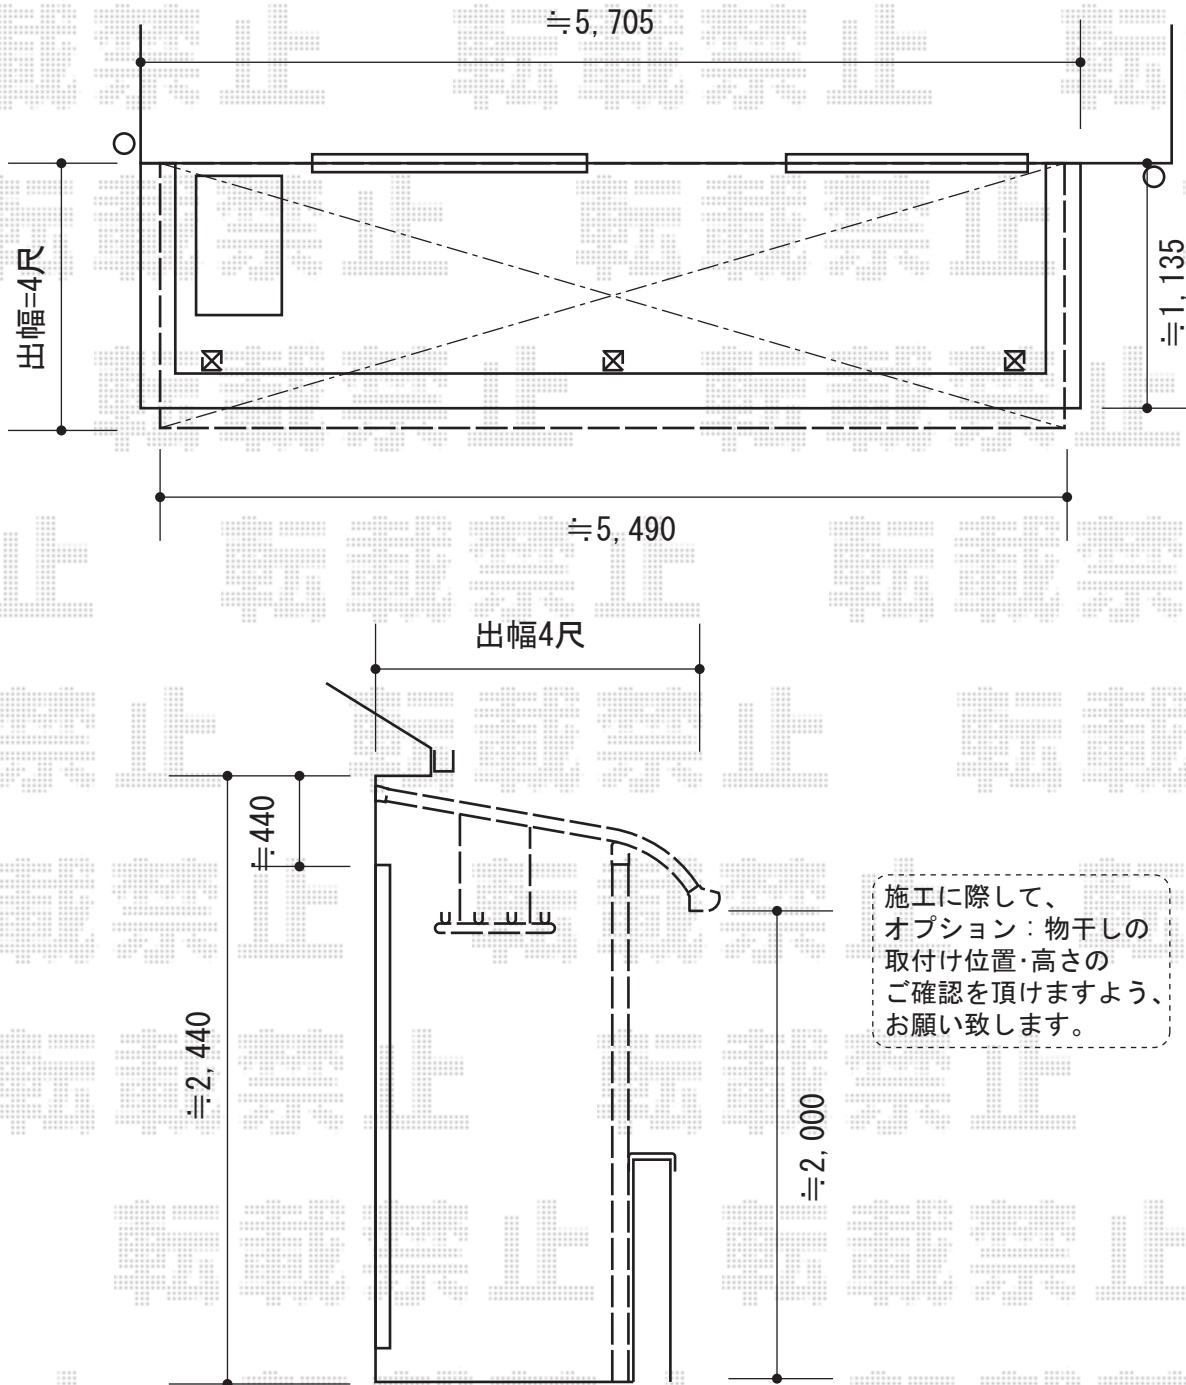 ≒5,705
出幅=4尺
≒1,135
≒5,490
出幅4尺
≒440
≒2,440
≒2,000
施工に際して、
オプション：物干しの
取付け位置・高さの
ご確認を頂けますよう、
お願い致します。
転載禁止